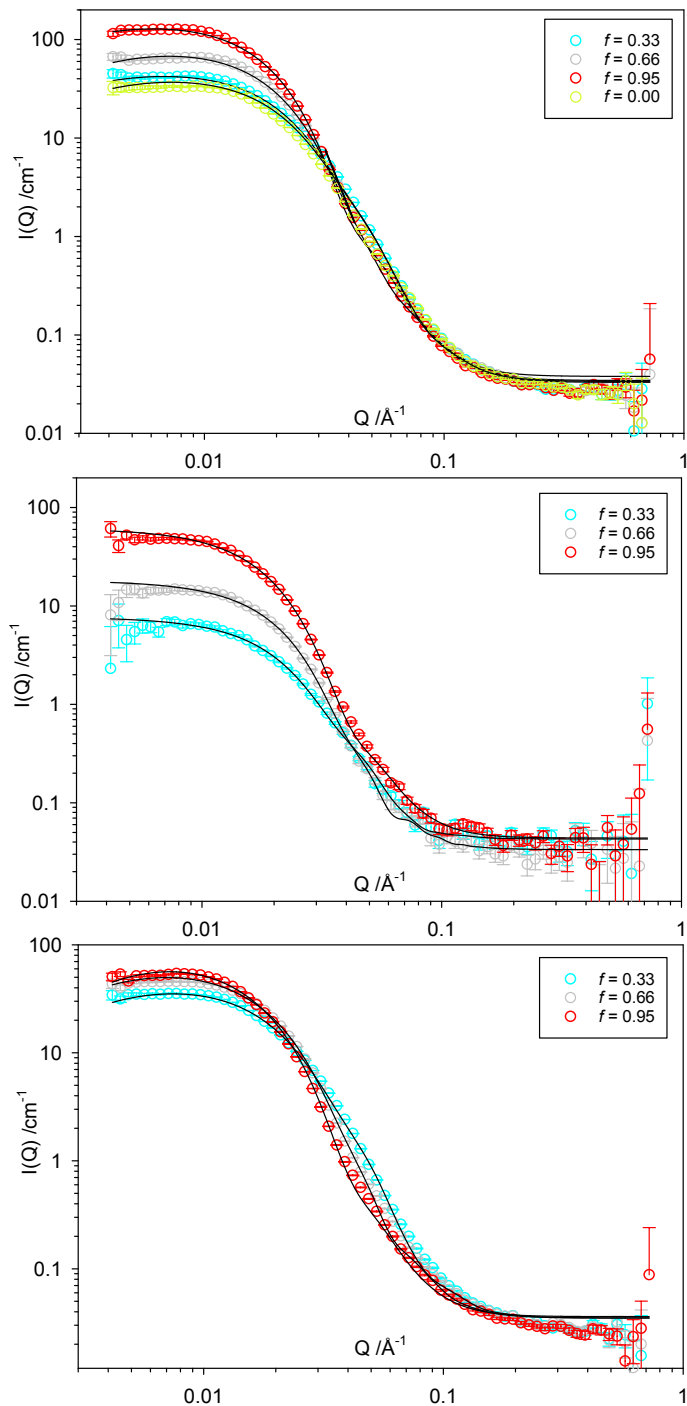 100
10
1
0.1
0.01
I(Q) /cm⁻¹
f = 0.33
f = 0.66
f = 0.95
f = 0.00
Q /Å⁻¹
0.01
0.1
1
100
10
1
0.1
0.01
I(Q) /cm⁻¹
f = 0.33
f = 0.66
f = 0.95
Q /Å⁻¹
0.01
0.1
1
100
10
1
0.1
I(Q) /cm⁻¹
f = 0.33
f = 0.66
f = 0.95
Q /Å⁻¹
0.01
0.1
1